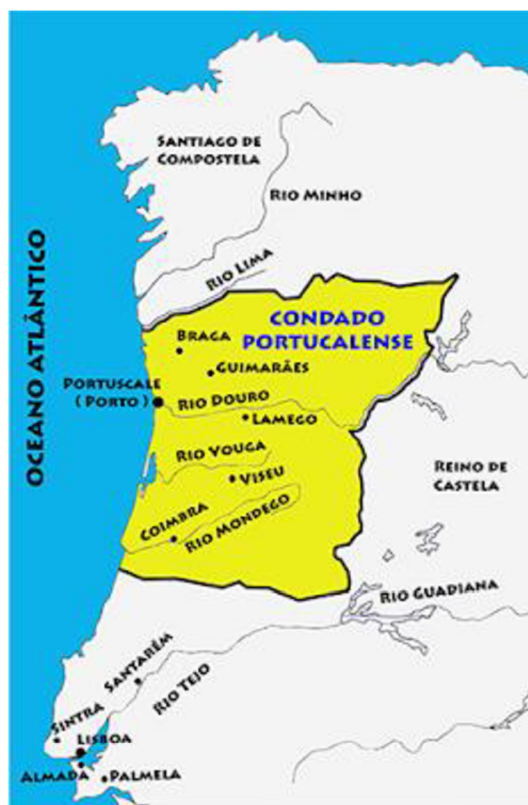 SANTIAGO DE
COMPOSTELA
RIO MINHO
OCEANO ATLÂNTICO
RIO LIMA
CONDADO
PORTUCALENSE
BRAGA
GUIMARÃES
PORTUSCALE
( PORTO )
RIO DOURO
LAMEGO
RIO VOUGA
VISEU
REINO DE
CASTELA
COIMBRA
RIO MONDEGO
RIO GUADIANA
SANTARÉM
RIO TEJO
SINTRA
LISBOA
ALMADA
PALMELA